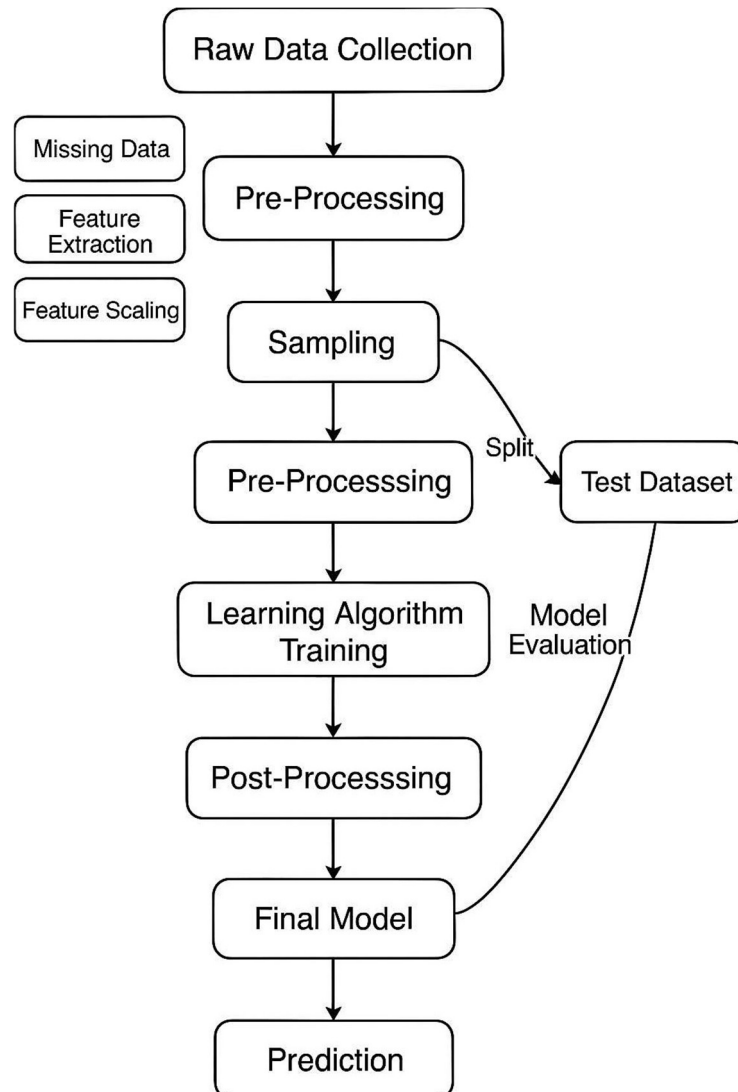 Raw Data Collection
Missing Data
Pre-Processing
Feature
Extraction
Feature Scaling
Sampling
Split
Pre-Processsing
Test Dataset
Learning Algorithm
Training
Model
Evaluation
Post-Processsing
Final Model
Prediction